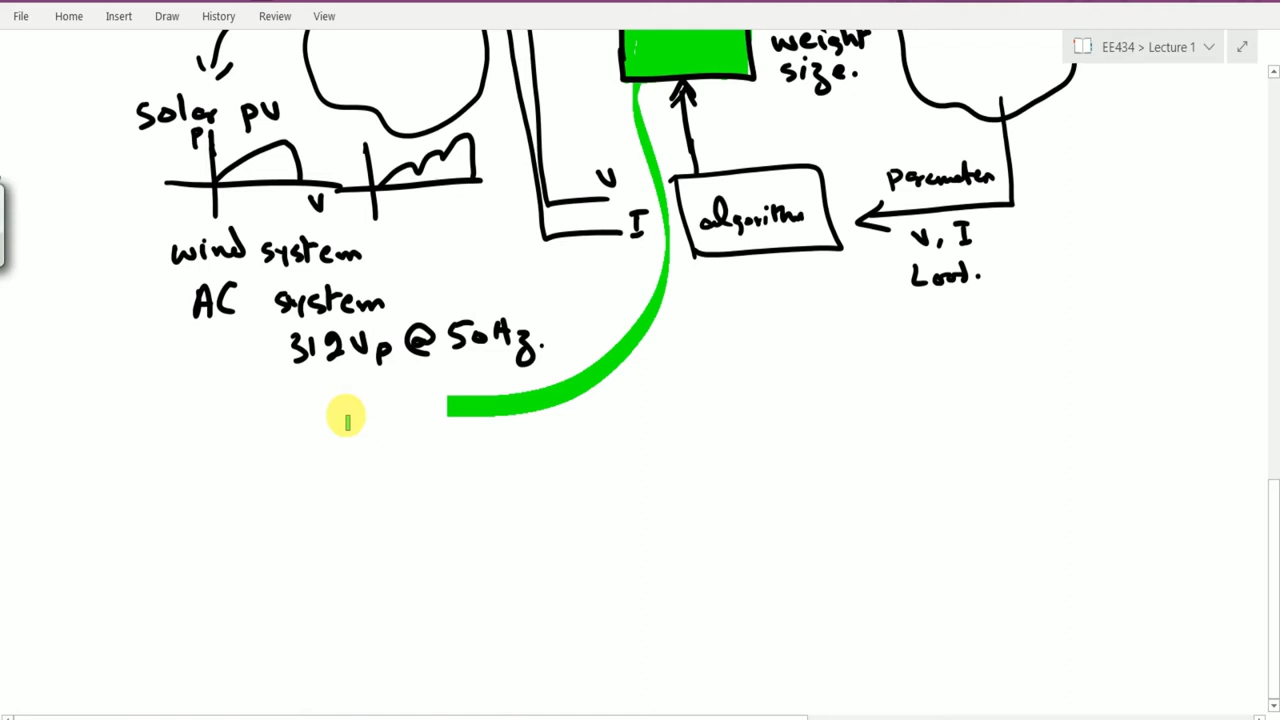 File Home Insert Draw History Review View
EE434 > Lecture 1
weight
size.
Solar PV
P
V
V
I
algorithm
parameter
V, I
Load.
wind system
AC system
312Vp @ 50Hz.